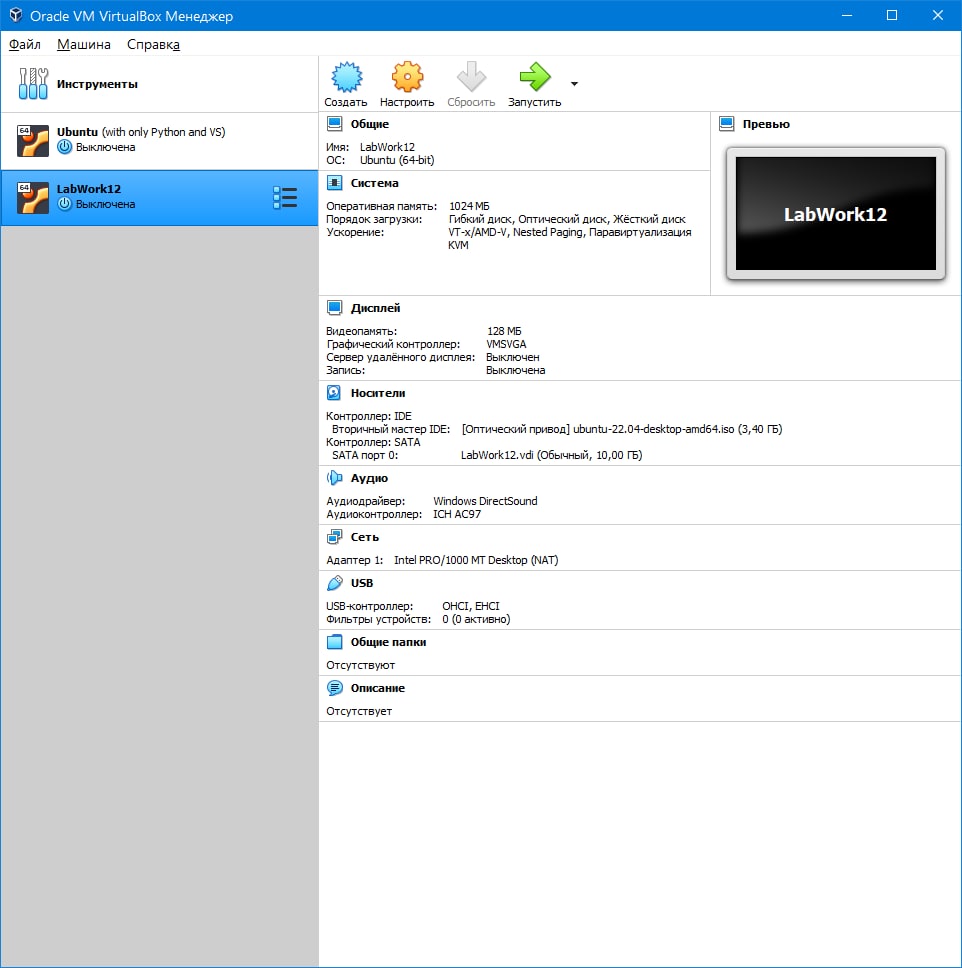 Oracle VM VirtualBox Менеджер
Файл Машина Справка
Инструменты
64
Ubuntu (with only Python and VS)
Выключена
64
LabWork12
Выключена
Создать Настроить Сбросить Запустить
Общие
Имя: LabWork12
ОС: Ubuntu (64-bit)
Система
Оперативная память: 1024 МБ
Порядок загрузки: Гибкий диск, Оптический диск, Жёсткий диск
Ускорение: VT-x/AMD-V, Nested Paging, Паравиртуализация
KVM
Превью
LabWork12
Дисплей
Видеопамять: 128 МБ
Графический контроллер: VMSVGA
Сервер удалённого дисплея: Выключен
Запись: Выключена
Носители
Контроллер: IDE
Вторичный мастер IDE: [Оптический привод] ubuntu-22.04-desktop-amd64.iso (3,40 ГБ)
Контроллер: SATA
SATA порт 0: LabWork12.vdi (Обычный, 10,00 ГБ)
Аудио
Аудиодрайвер: Windows DirectSound
Аудиоконтроллер: ICH AC97
Сеть
Адаптер 1: Intel PRO/1000 MT Desktop (NAT)
USB
USB-контроллер: OHCI, EHCI
Фильтры устройств: 0 (0 активно)
Общие папки
Отсутствуют
Описание
Отсутствует